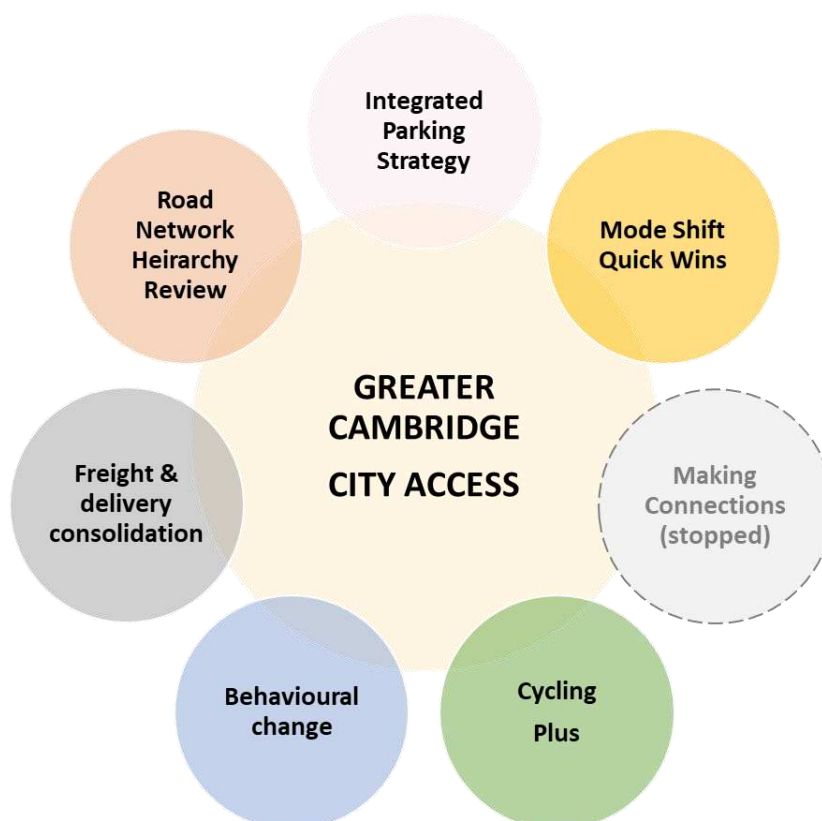 Integrated
Parking
Strategy
Mode Shift
Quick Wins
Making
Connections
(stopped)
Cycling
Plus
Behavioural
change
Freight &
delivery
consolidation
Road
Network
Heirarchy
Review
GREATER
CAMBRIDGE
CITY ACCESS